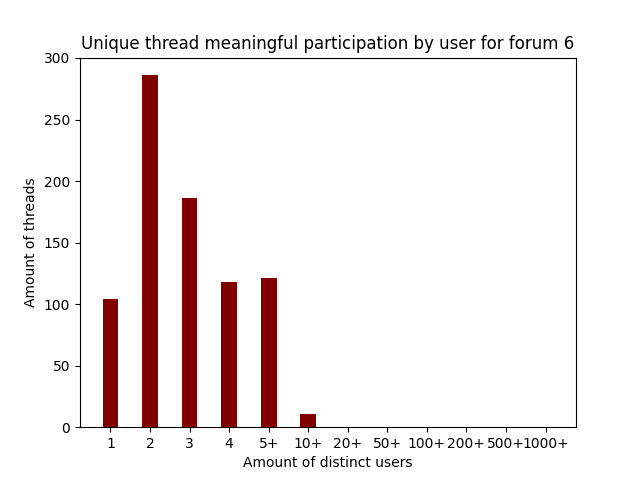 Unique thread meaningful participation by user for forum 6
300
250
200
150
100
50
0
Amount of threads
1 2 3 4 5+ 10+ 20+ 50+ 100+ 200+ 500+ 1000+
Amount of distinct users